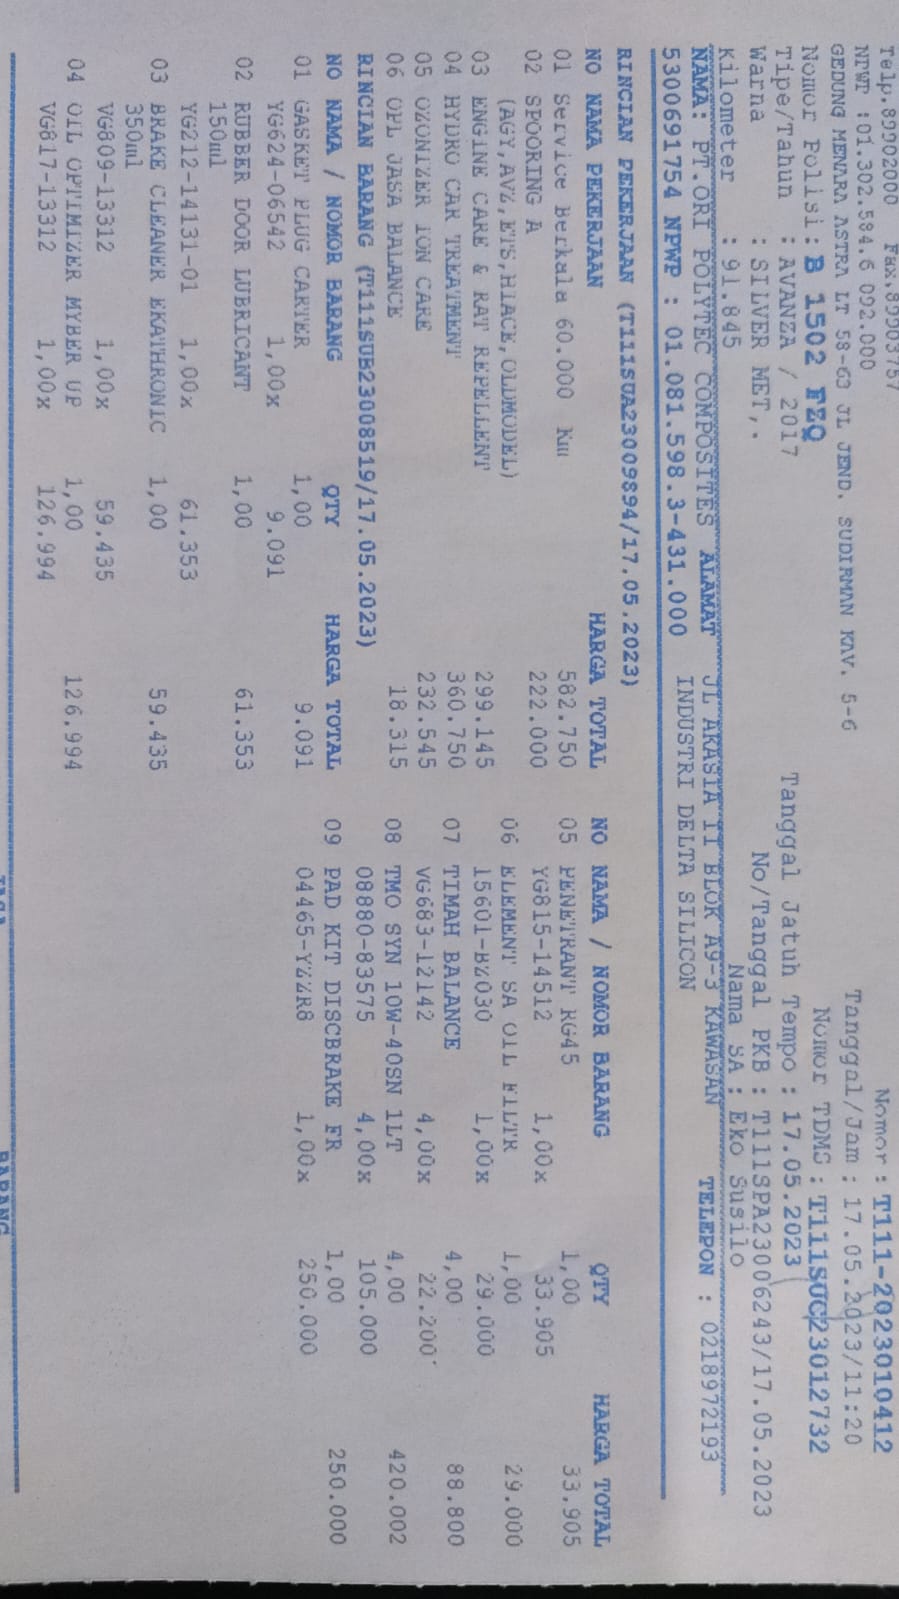 Telp.89902000 Fax.89903757
NPWP :01.302.584.6 092.000
GEDUNG MENARA ASTRA LT 58-63 JL JEND. SUDIRMAN KAV. 5-6
Nomor : T111-2023010412
Tanggal/Jam : 17.05.2023/11:20
Nomor TDMS : T111SUC23012732
Nomor Polisi : B 1502 FZQ
Tanggal Jatuh Tempo : 17.05.2023
Tipe/Tahun : AVANZA / 2017
No/Tanggal PKB : T111SPA23006243/17.05.2023
Warna : SILVER MET,.
Nama SA : Eko Susilo
Kilometer : 91.845
NAMA: PT.ORI POLYTEC COMPOSITES ALAMAT JL AKASIA II BLOK A9-3 KAWASAN TELEPON : 0218972193
5300691754 NPWP : 01.081.598.3-431.000 INDUSTRI DELTA SILICON
RINCIAN PEKERJAAN (T111SUA23009894/17.05.2023)
NO NAMA PEKERJAAN HARGA TOTAL
01 Service Berkala 60.000 Km 582.750
02 SPOORING A 222.000
(AGY,AVZ,ETS,HIACE,OLDMODEL)
03 ENGINE CARE & RAT REPELLENT 299.145
04 HYDRO CAR TREATMENT 360.750
05 OZONIZER ION CARE 232.545
06 OPL JASA BALANCE 18.315
RINCIAN BARANG (T111SUB23008519/17.05.2023)
NO NAMA / NOMOR BARANG QTY HARGA TOTAL
01 GASKET PLUG CARTER 1,00 9.091
YG624-06542 1,00x 9.091
02 RUBBER DOOR LUBRICANT 1,00 61.353
150ml
YG212-14131-01 1,00x 61.353
03 BRAKE CLEANER EKATHRONIC 1,00 59.435
350ml
VG809-13312 1,00x 59.435
04 OIL OPTIMIZER MYBER UP 1,00 126.994
VG817-13312 1,00x 126.994
NO NAMA / NOMOR BARANG QTY HARGA TOTAL
05 PENETRANT RG45 1,00 33.905
YG815-14512 1,00x 33.905
06 ELEMENT SA OIL FILTR 1,00 29.000
15601-BZ030 1,00x 29.000
07 TIMAH BALANCE 4,00 88.800
VG683-12142 4,00x 22.200
08 TMO SYN 10W-40SN 1LT 4,00 420.002
08880-83575 4,00x 105.000
09 PAD KIT DISCBRAKE FR 1,00 250.000
04465-YZZR8 1,00x 250.000
BARANG